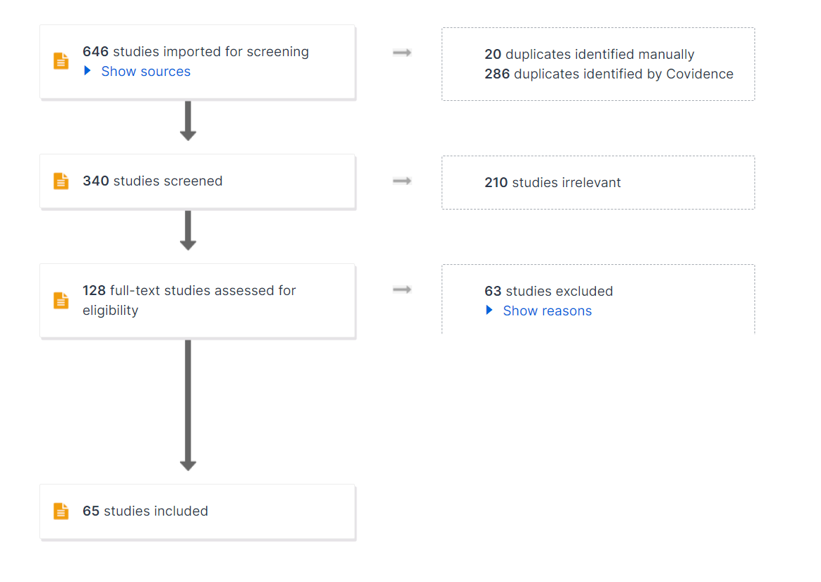 646 studies imported for screening
Show sources
20 duplicates identified manually
286 duplicates identified by Covidence
340 studies screened
210 studies irrelevant
128 full-text studies assessed for
eligibility
63 studies excluded
Show reasons
65 studies included